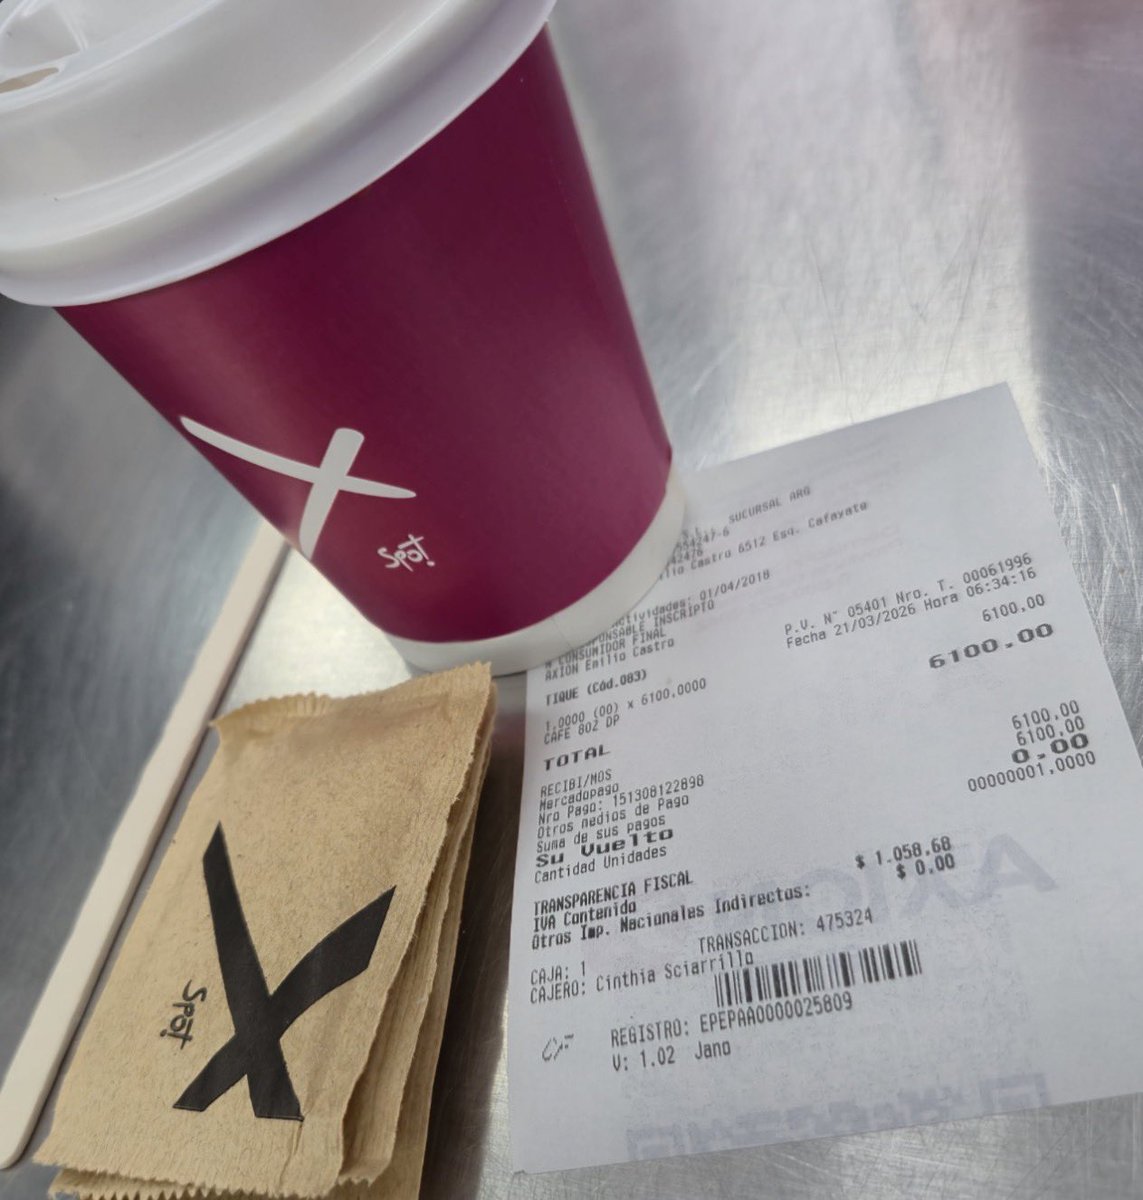 Spot!
X Spot
SUCURSAL ARG
554247-6
Castro 6512 Esq. Cafayate
01/04/2018
RESPONSABLE INSCRIPTO
A CONSUMIDOR FINAL
AXION Emilio Castro
P.V. N° 05401 Nro. T. 00061996
Fecha 21/03/2026 Hora 06:34:16
TIQUE (Cód.083)
1,0000 (00) x 6100,0000 6100,00
CAFE 8OZ DP
TOTAL 6100,00
RECIBI/MOS
Mercadopago 6100,00
Nro Pago: 151308122898
Otros medios de Pago
Suma de sus pagos 6100,00
Su Vuelto 0,00
Cantidad Unidades 00000001,0000
TRANSPARENCIA FISCAL
IVA Contenido $ 1.058,68
Otros Imp. Nacionales Indirectos: $ 0,00
TRANSACCION: 475324
CAJA: 1
CAJERO: Cinthia Sciarrillo
CF
REGISTRO: EPEPAA0000025809
V: 1.02 Jano